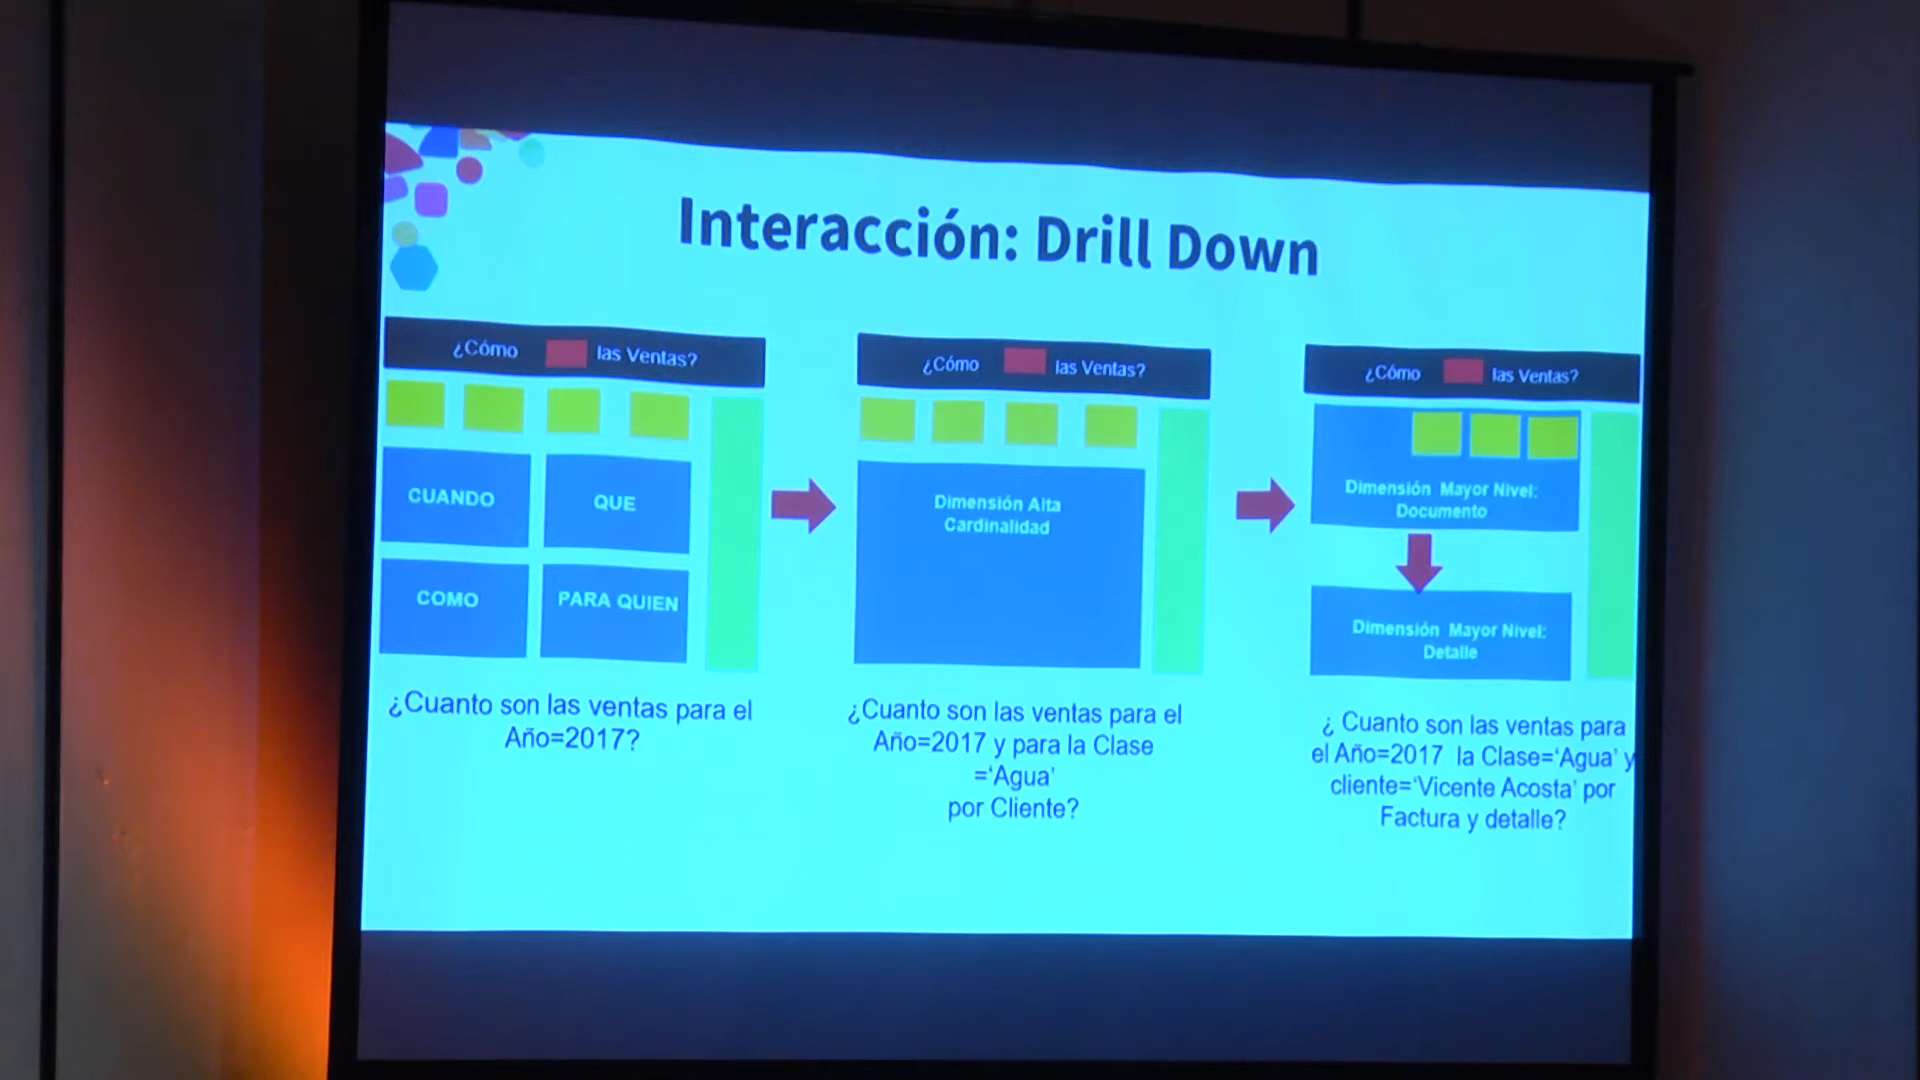 Interacción: Drill Down
¿Cómo las Ventas?
CUANDO
QUE
COMO
PARA QUIEN
¿Cuanto son las ventas para el
Año=2017?
¿Cómo las Ventas?
Dimensión Alta
Cardinalidad
¿Cuanto son las ventas para el
Año=2017 y para la Clase
=‘Agua’
por Cliente?
¿Cómo las Ventas?
Dimensión Mayor Nivel:
Documento
Dimensión Mayor Nivel:
Detalle
¿ Cuanto son las ventas para
el Año=2017 la Clase=‘Agua’ y
cliente=‘Vicente Acosta’ por
Factura y detalle?